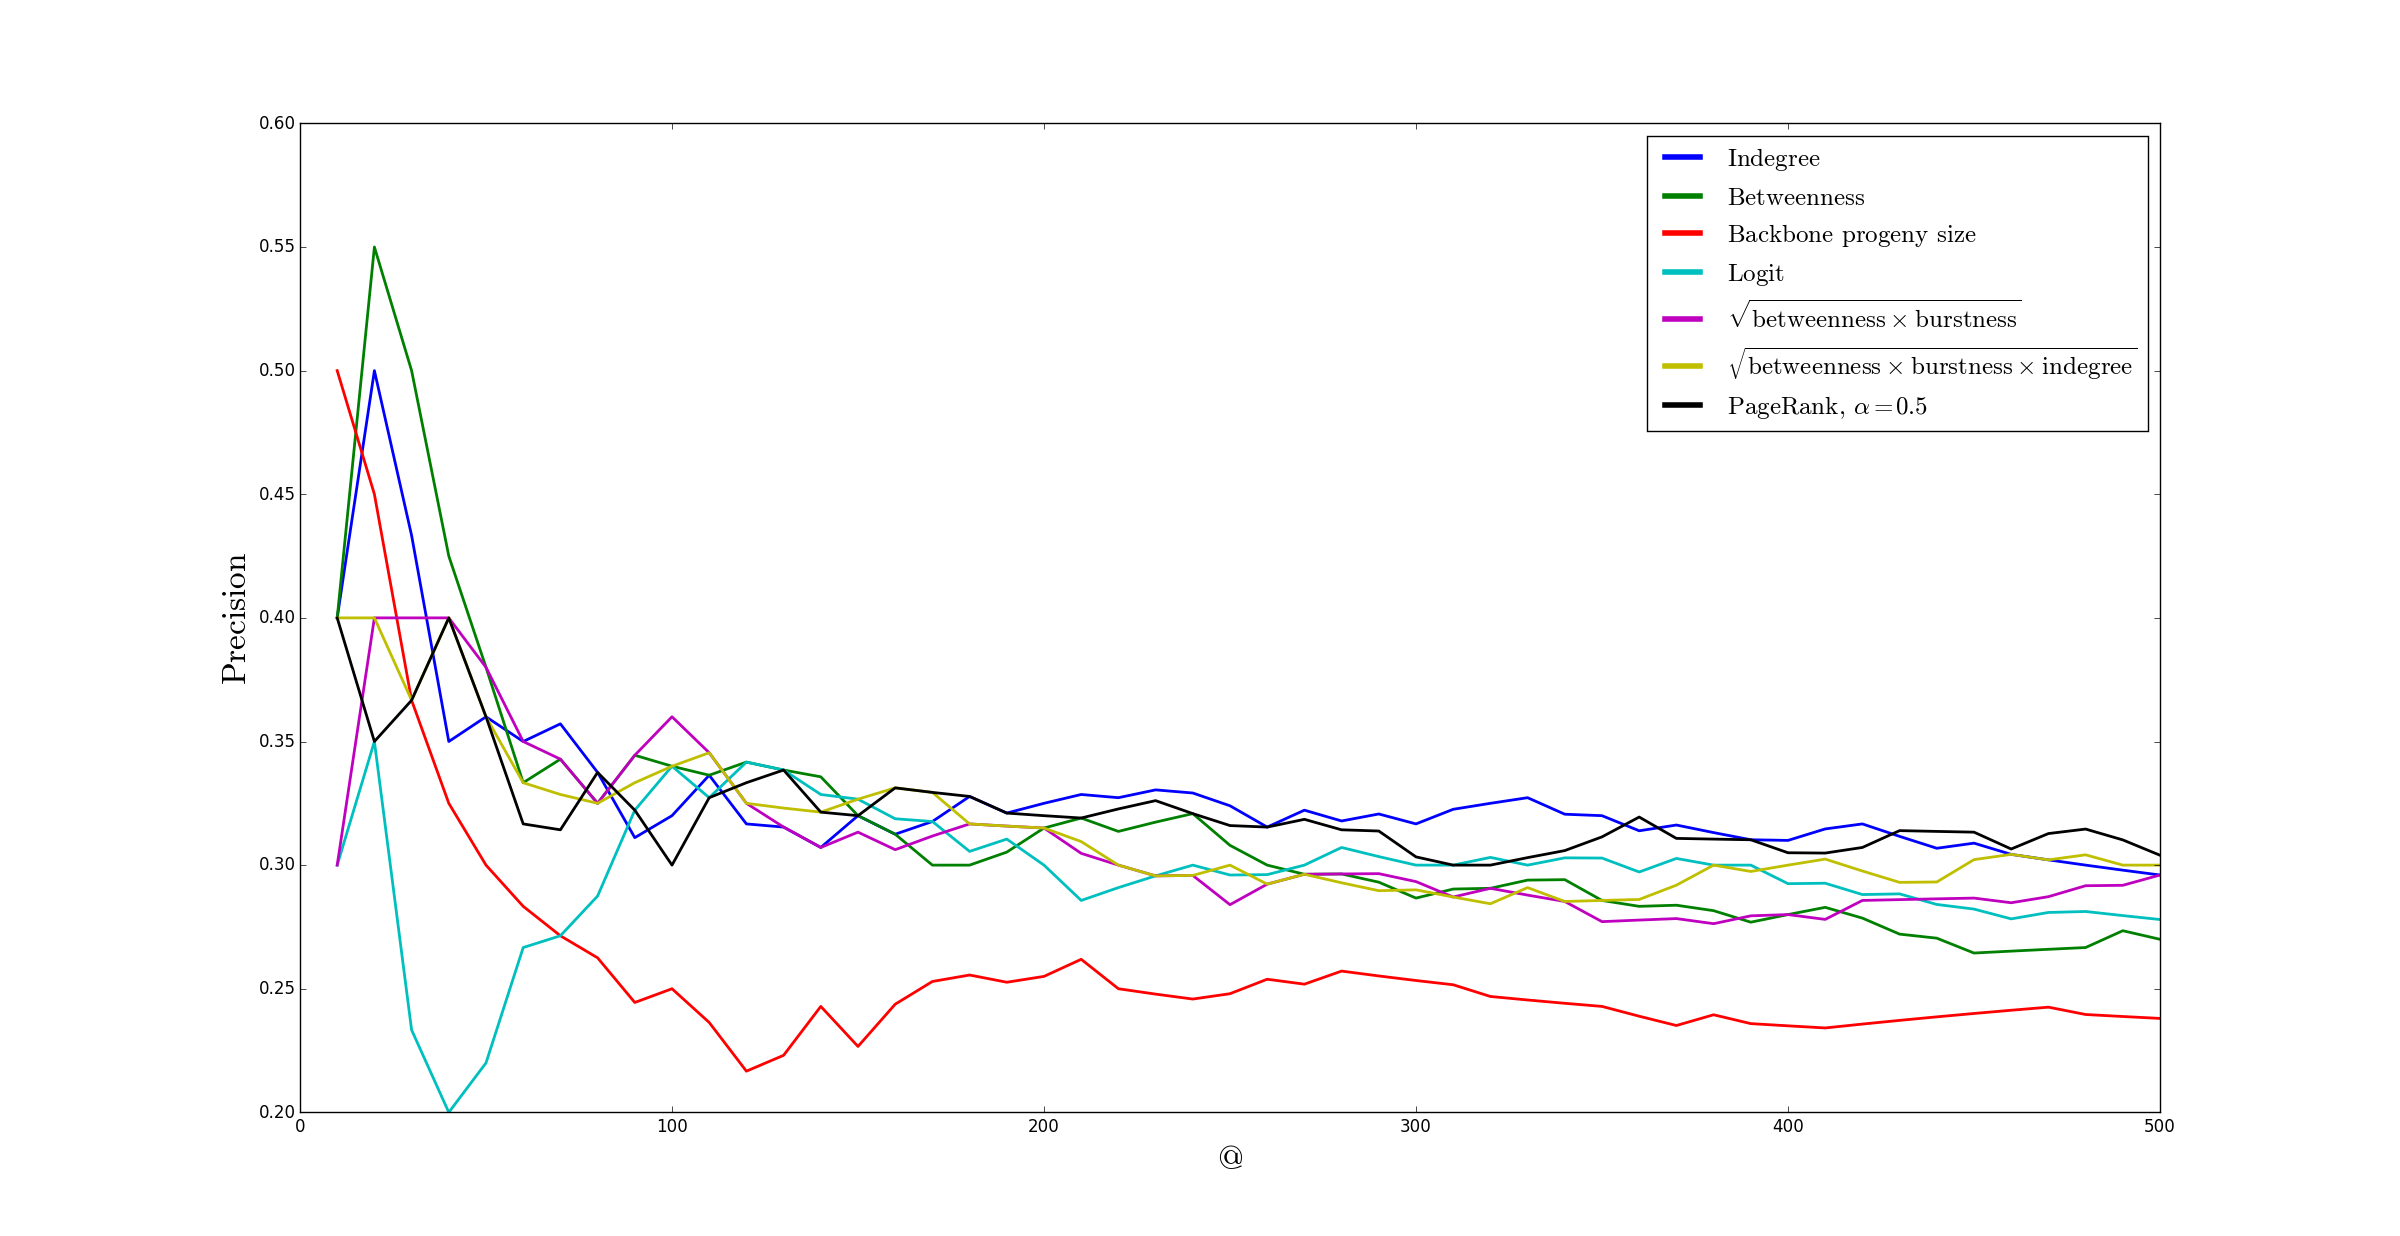 0.60
0.55
0.50
0.45
0.40
0.35
0.30
0.25
0.20
Precision
0
100
200
300
400
500
@
Indegree
Betweenness
Backbone progeny size
Logit
√betweenness × burstness
√betweenness × burstness × indegree
PageRank, α = 0.5